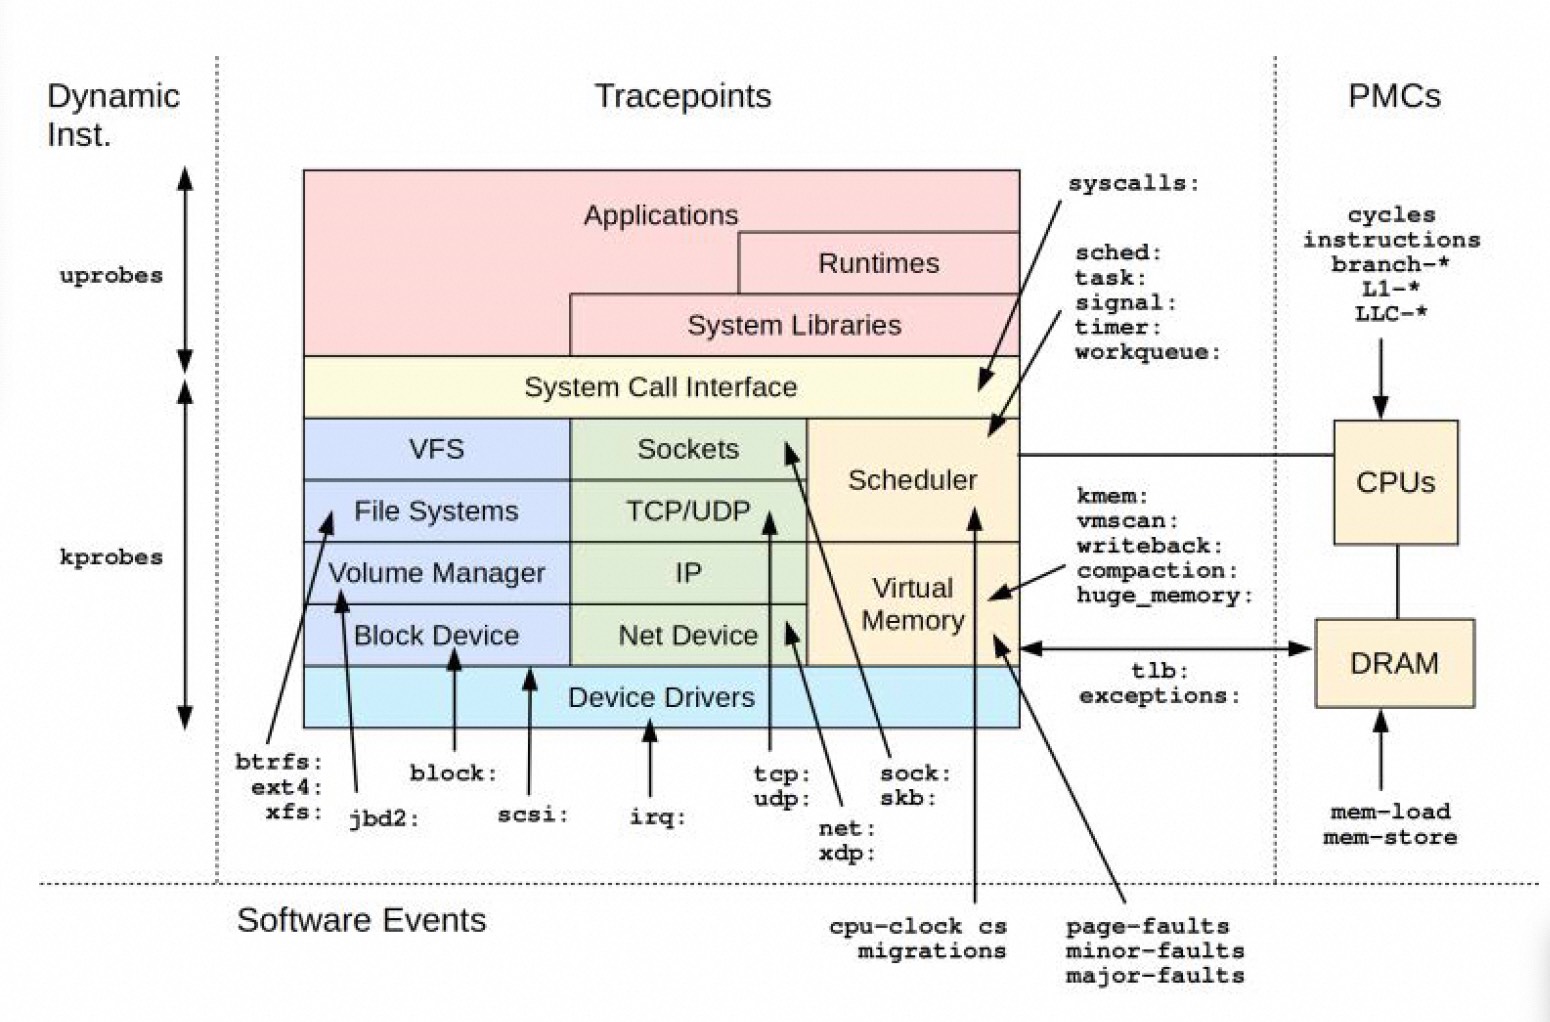 Dynamic
Inst.
Tracepoints
PMCs
uprobes
kprobes
Applications
Runtimes
System Libraries
System Call Interface
VFS
Sockets
Scheduler
File Systems
TCP/UDP
Volume Manager
IP
Virtual
Memory
Block Device
Net Device
Device Drivers
syscalls:
sched:
task:
signal:
timer:
workqueue:
kmem:
vmscan:
writeback:
compaction:
huge_memory:
tlb:
exceptions:
cycles
instructions
branch-*
L1-*
LLC-*
CPUs
DRAM
mem-load
mem-store
btrfs:
ext4:
xfs:
jbd2:
block:
scsi:
irq:
tcp:
udp:
sock:
skb:
net:
xdp:
Software Events
cpu-clock cs
migrations
page-faults
minor-faults
major-faults